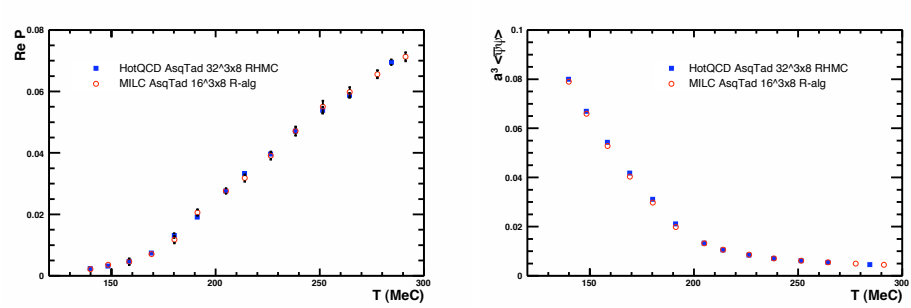 Re P
0.08
0.06
0.04
0.02
0
HotQCD AsqTad 32^3x8 RHMC
MILC AsqTad 16^3x8 R-alg
150
200
250
300
T (MeC)
a³ <ψ̄ψ>
0.1
0.08
0.06
0.04
0.02
0
HotQCD AsqTad 32^3x8 RHMC
MILC AsqTad 16^3x8 R-alg
150
200
250
300
T (MeC)